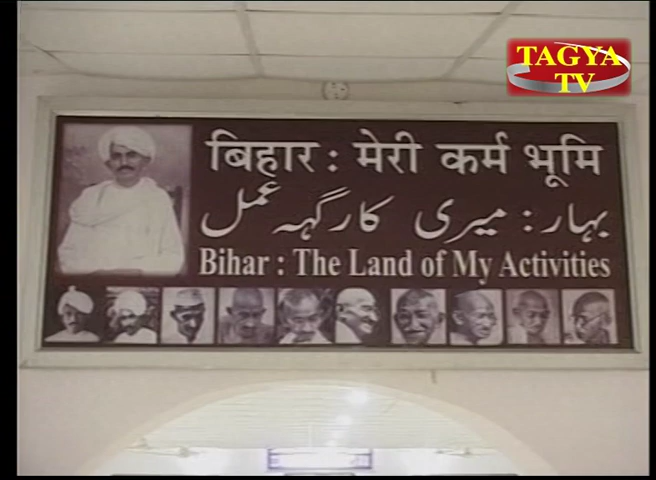 TAGYA
TV
बिहार : मेरी कर्म भूमि
بہار : میری کارگہہ عمل
Bihar : The Land of My Activities